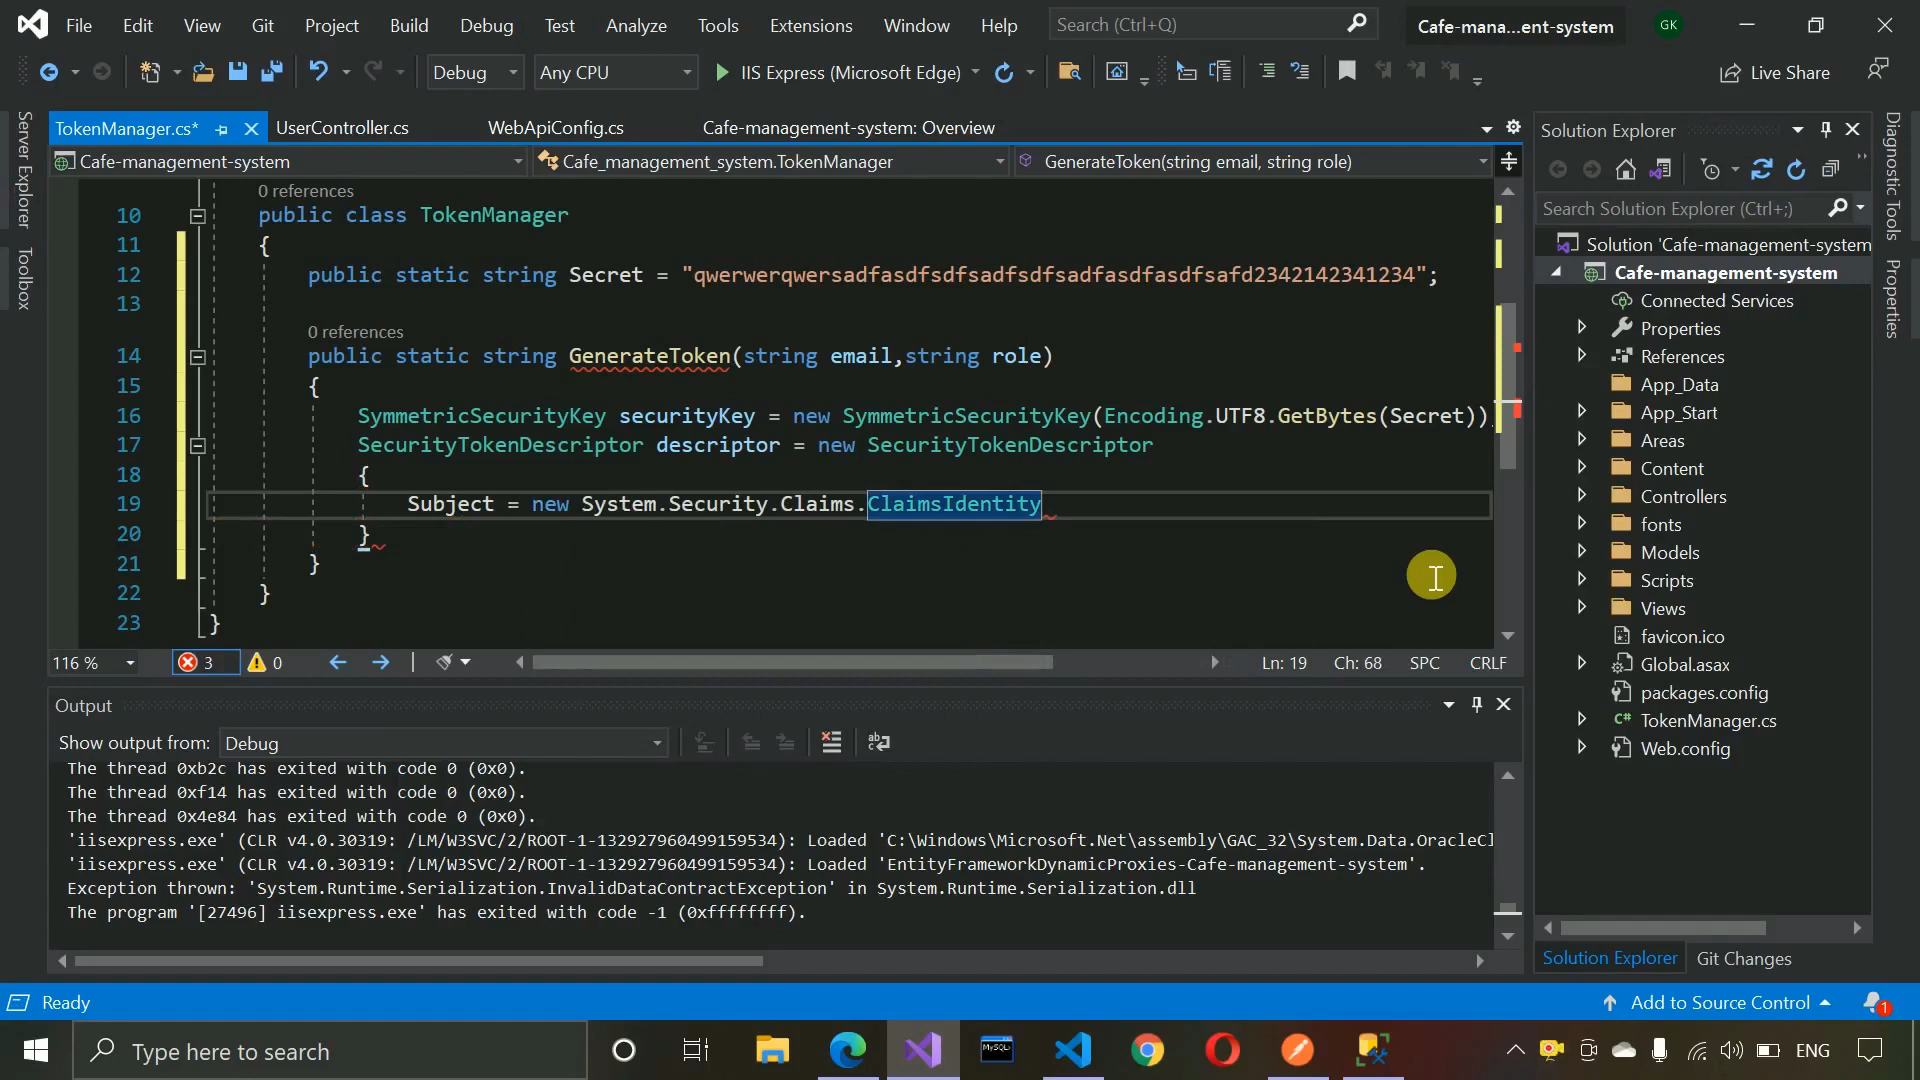 File Edit View Git Project Build Debug Test Analyze Tools Extensions Window Help Search (Ctrl+Q) Cafe-mana...ent-system GK
Debug Any CPU IIS Express (Microsoft Edge) Live Share
Server Explorer
Toolbox
TokenManager.cs* UserController.cs WebApiConfig.cs Cafe-management-system: Overview
Cafe-management-system Cafe_management_system.TokenManager GenerateToken(string email, string role)
0 references
10 public class TokenManager
11 {
12 public static string Secret = "qwerwerqwersadfasdfsdfsadfsdfsadfasdfasdfsafd2342142341234";
13
0 references
14 public static string GenerateToken(string email,string role)
15 {
16 SymmetricSecurityKey securityKey = new SymmetricSecurityKey(Encoding.UTF8.GetBytes(Secret))
17 SecurityTokenDescriptor descriptor = new SecurityTokenDescriptor
18 {
19 Subject = new System.Security.Claims.ClaimsIdentity
20 }
21 }
22 }
23 }
116 % 3 0 Ln: 19 Ch: 68 SPC CRLF
Output
Show output from: Debug
The thread 0xb2c has exited with code 0 (0x0).
The thread 0xf14 has exited with code 0 (0x0).
The thread 0x4e84 has exited with code 0 (0x0).
'iisexpress.exe' (CLR v4.0.30319: /LM/W3SVC/2/ROOT-1-132927960499159534): Loaded 'C:\Windows\Microsoft.Net\assembly\GAC_32\System.Data.OracleCl
'iisexpress.exe' (CLR v4.0.30319: /LM/W3SVC/2/ROOT-1-132927960499159534): Loaded 'EntityFrameworkDynamicProxies-Cafe-management-system'.
Exception thrown: 'System.Runtime.Serialization.InvalidDataContractException' in System.Runtime.Serialization.dll
The program '[27496] iisexpress.exe' has exited with code -1 (0xffffffff).
Solution Explorer
Search Solution Explorer (Ctrl+;)
Solution 'Cafe-management-system
Cafe-management-system
Connected Services
Properties
References
App_Data
App_Start
Areas
Content
Controllers
fonts
Models
Scripts
Views
favicon.ico
Global.asax
packages.config
TokenManager.cs
Web.config
Solution Explorer Git Changes
Diagnostic Tools
Properties
Ready Add to Source Control 1
Type here to search MySQL ENG